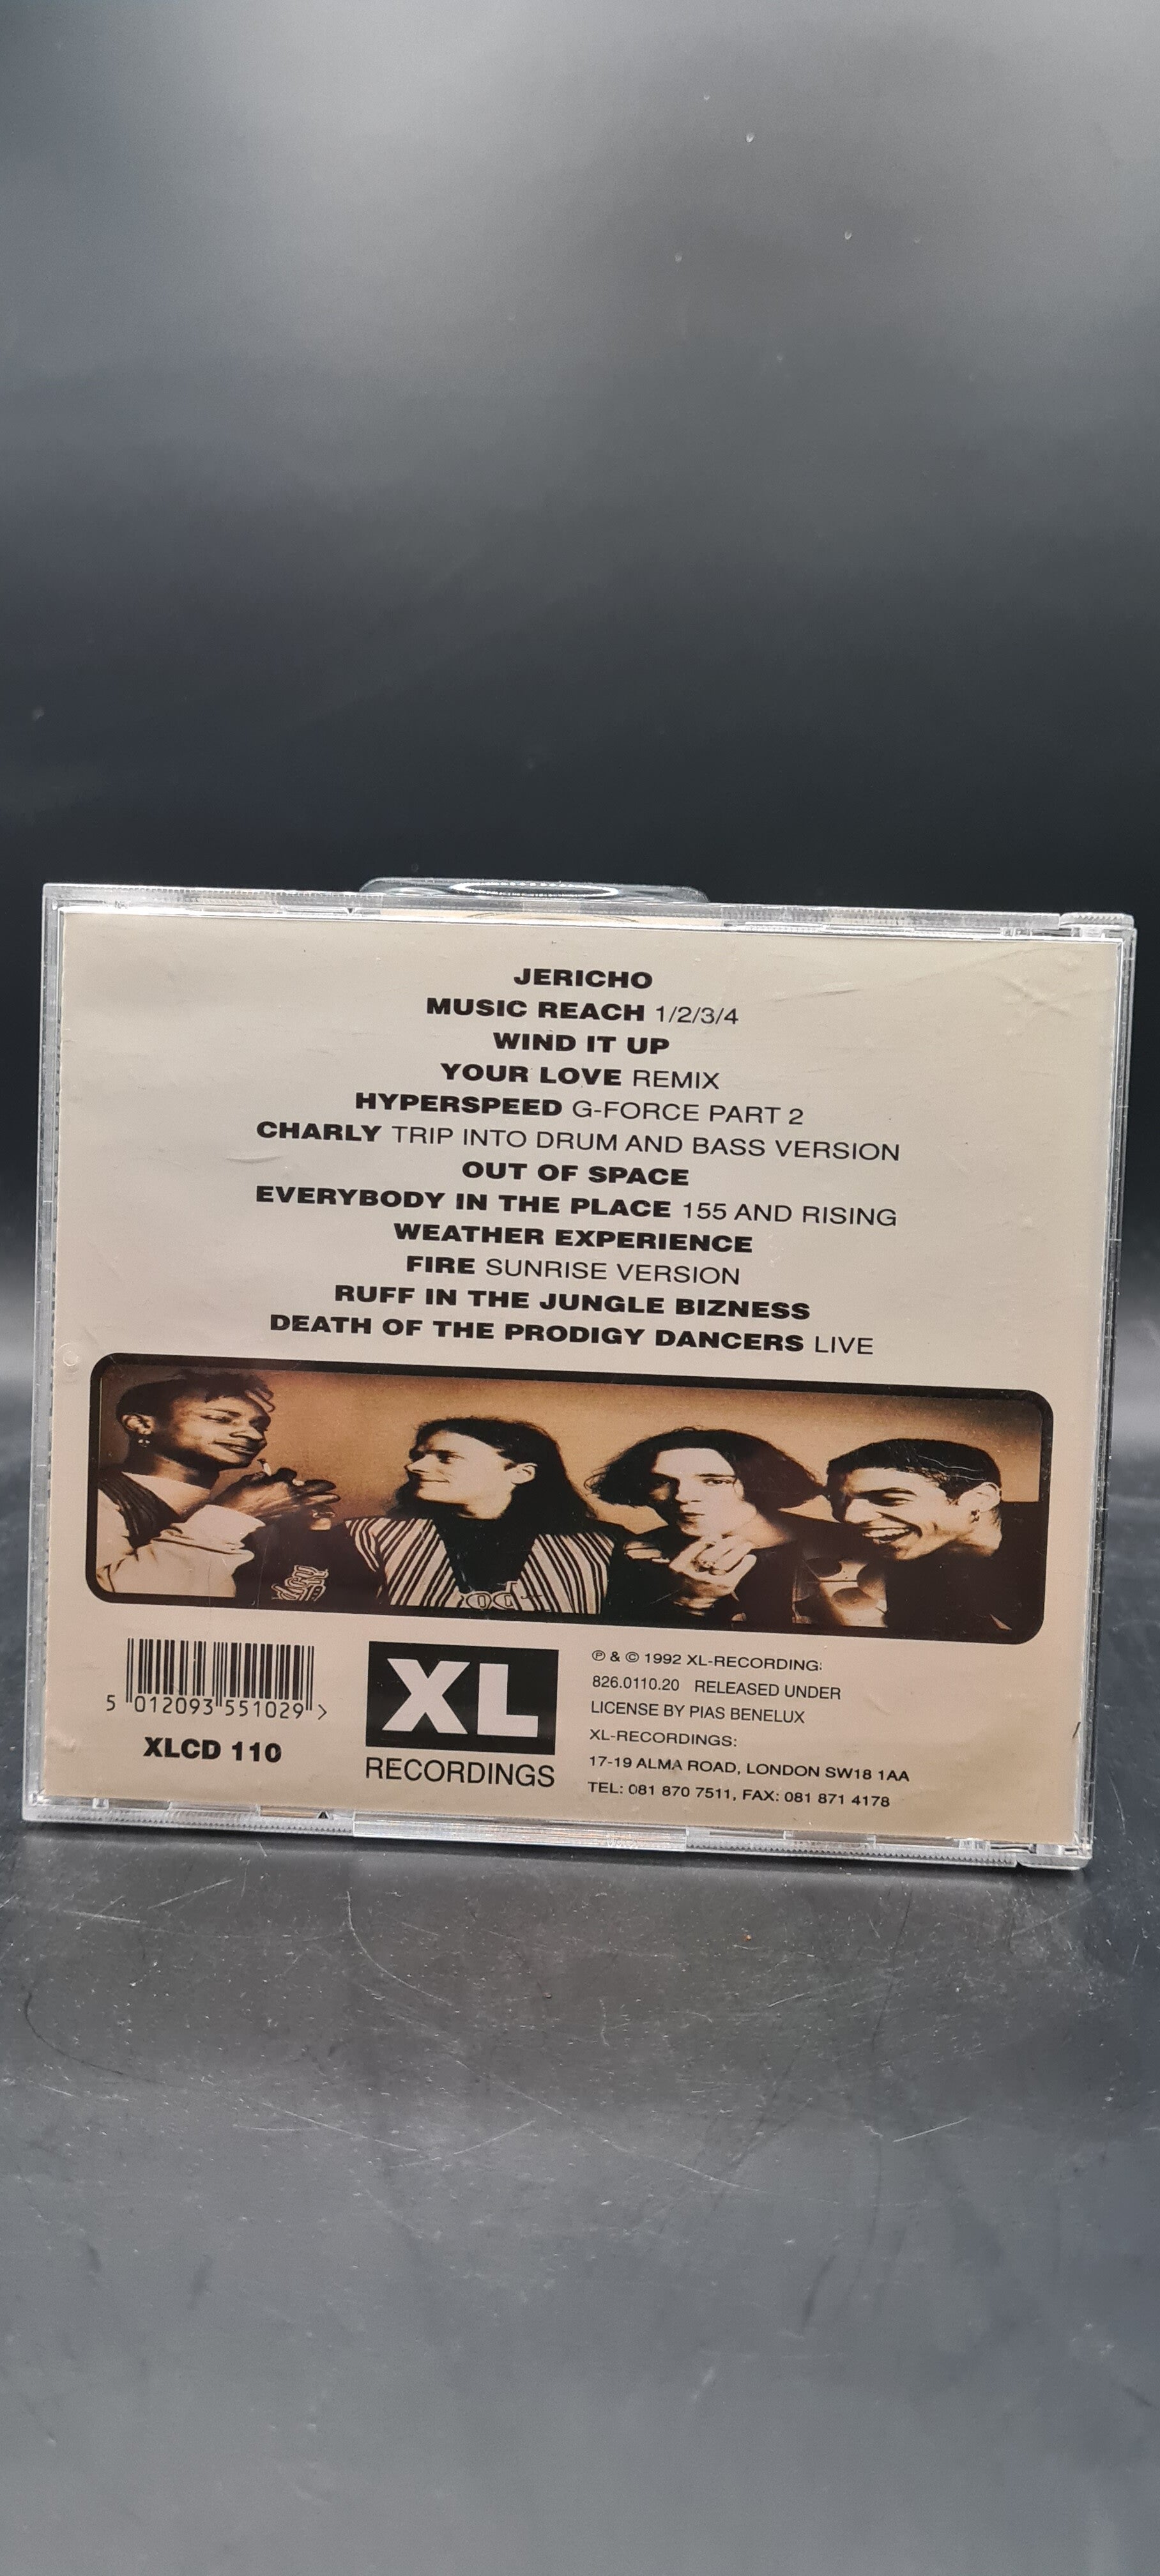 JERICHO
MUSIC REACH 1/2/3/4
WIND IT UP
YOUR LOVE REMIX
HYPERSPEED G-FORCE PART 2
CHARLY TRIP INTO DRUM AND BASS VERSION
OUT OF SPACE
EVERYBODY IN THE PLACE 155 AND RISING
WEATHER EXPERIENCE
FIRE SUNRISE VERSION
RUFF IN THE JUNGLE BIZNESS
DEATH OF THE PRODIGY DANCERS LIVE
5 012093 551029 >
XLCD 110
XL
RECORDINGS
℗ & © 1992 XL-RECORDING:
826.0110.20 RELEASED UNDER
LICENSE BY PIAS BENELUX
XL-RECORDINGS:
17-19 ALMA ROAD, LONDON SW18 1AA
TEL: 081 870 7511, FAX: 081 871 4178